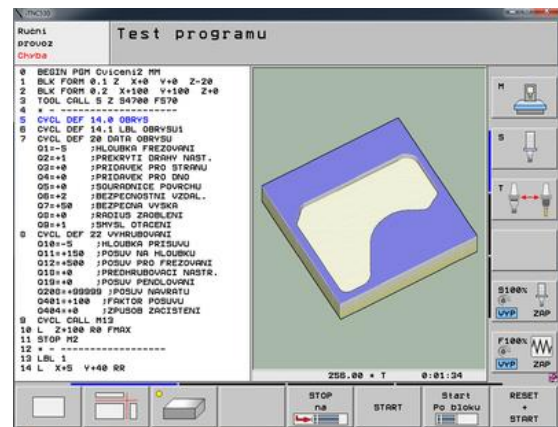 TNC530
Ruční
provoz
Chyba
Test programu
0 BEGIN PGM Cviceni2 MM
1 BLK FORM 0.1 Z X+0 Y+0 Z-20
2 BLK FORM 0.2 X+100 Y+100 Z+0
3 TOOL CALL 5 Z S4700 F570
4 * - --------------------
5 CYCL DEF 14.0 OBRYS
6 CYCL DEF 14.1 LBL OBRYSU1
7 CYCL DEF 20 DATA OBRYSU
Q1=-5 ;HLOUBKA FREZOVANI
Q2=+1 ;PREKRYTI DRAHY NAST.
Q3=+0 ;PRIDAVEK PRO STRANU
Q4=+0 ;PRIDAVEK PRO DNO
Q5=+0 ;SOURADNICE POVRCHU
Q6=+2 ;BEZPECNOSTNI VZDAL.
Q7=+50 ;BEZPECNA VYSKA
Q8=+0 ;RADIUS ZAOBLENI
Q9=+1 ;SMYSL OTACENI
8 CYCL DEF 22 VYHRUBOVANI
Q10=-5 ;HLOUBKA PRISUVU
Q11=+150 ;POSUV NA HLOUBKU
Q12=+500 ;POSUV PRO FREZOVANI
Q18=+0 ;PREDHRUBOVACI NASTR.
Q19=+0 ;POSUV PENDLOVANI
Q208=+99999 ;POSUV NAVRATU
Q401=+100 ;FAKTOR POSUVU
Q404=+0 ;ZPUSOB ZACISTENI
9 CYCL CALL M13
10 L Z+100 R0 FMAX
11 STOP M2
12 * - --------------------
13 LBL 1
14 L X+5 Y+40 RR
256.00 * T 0:01:34
M
S
T
S100%
VYP ZAP
F100%
VYP ZAP
STOP
na
START
Start
Po bloku
RESET
+
START